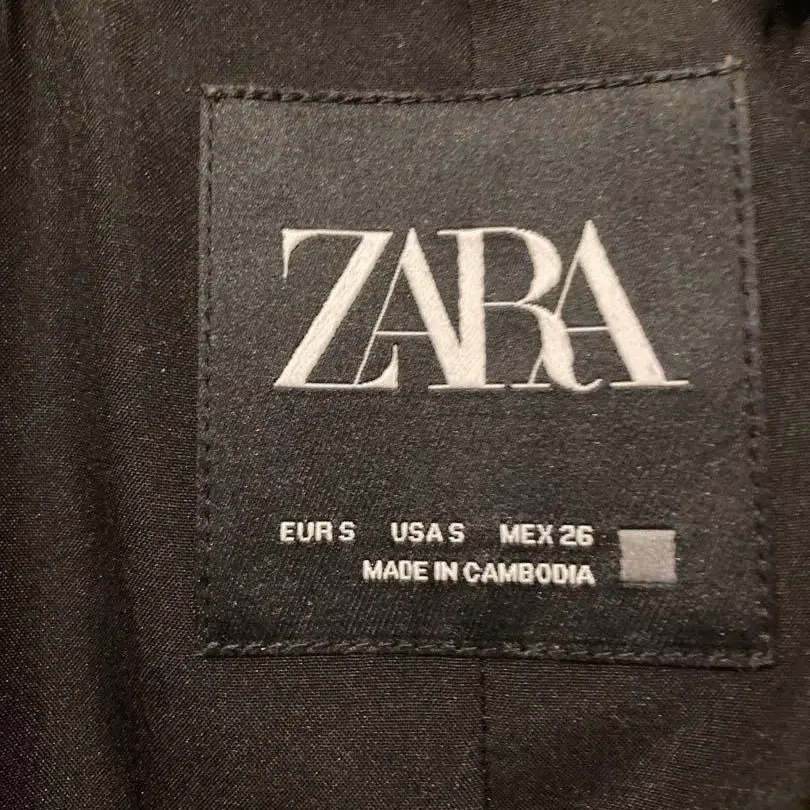 ZARA
EUR S USA S MEX 26
MADE IN CAMBODIA